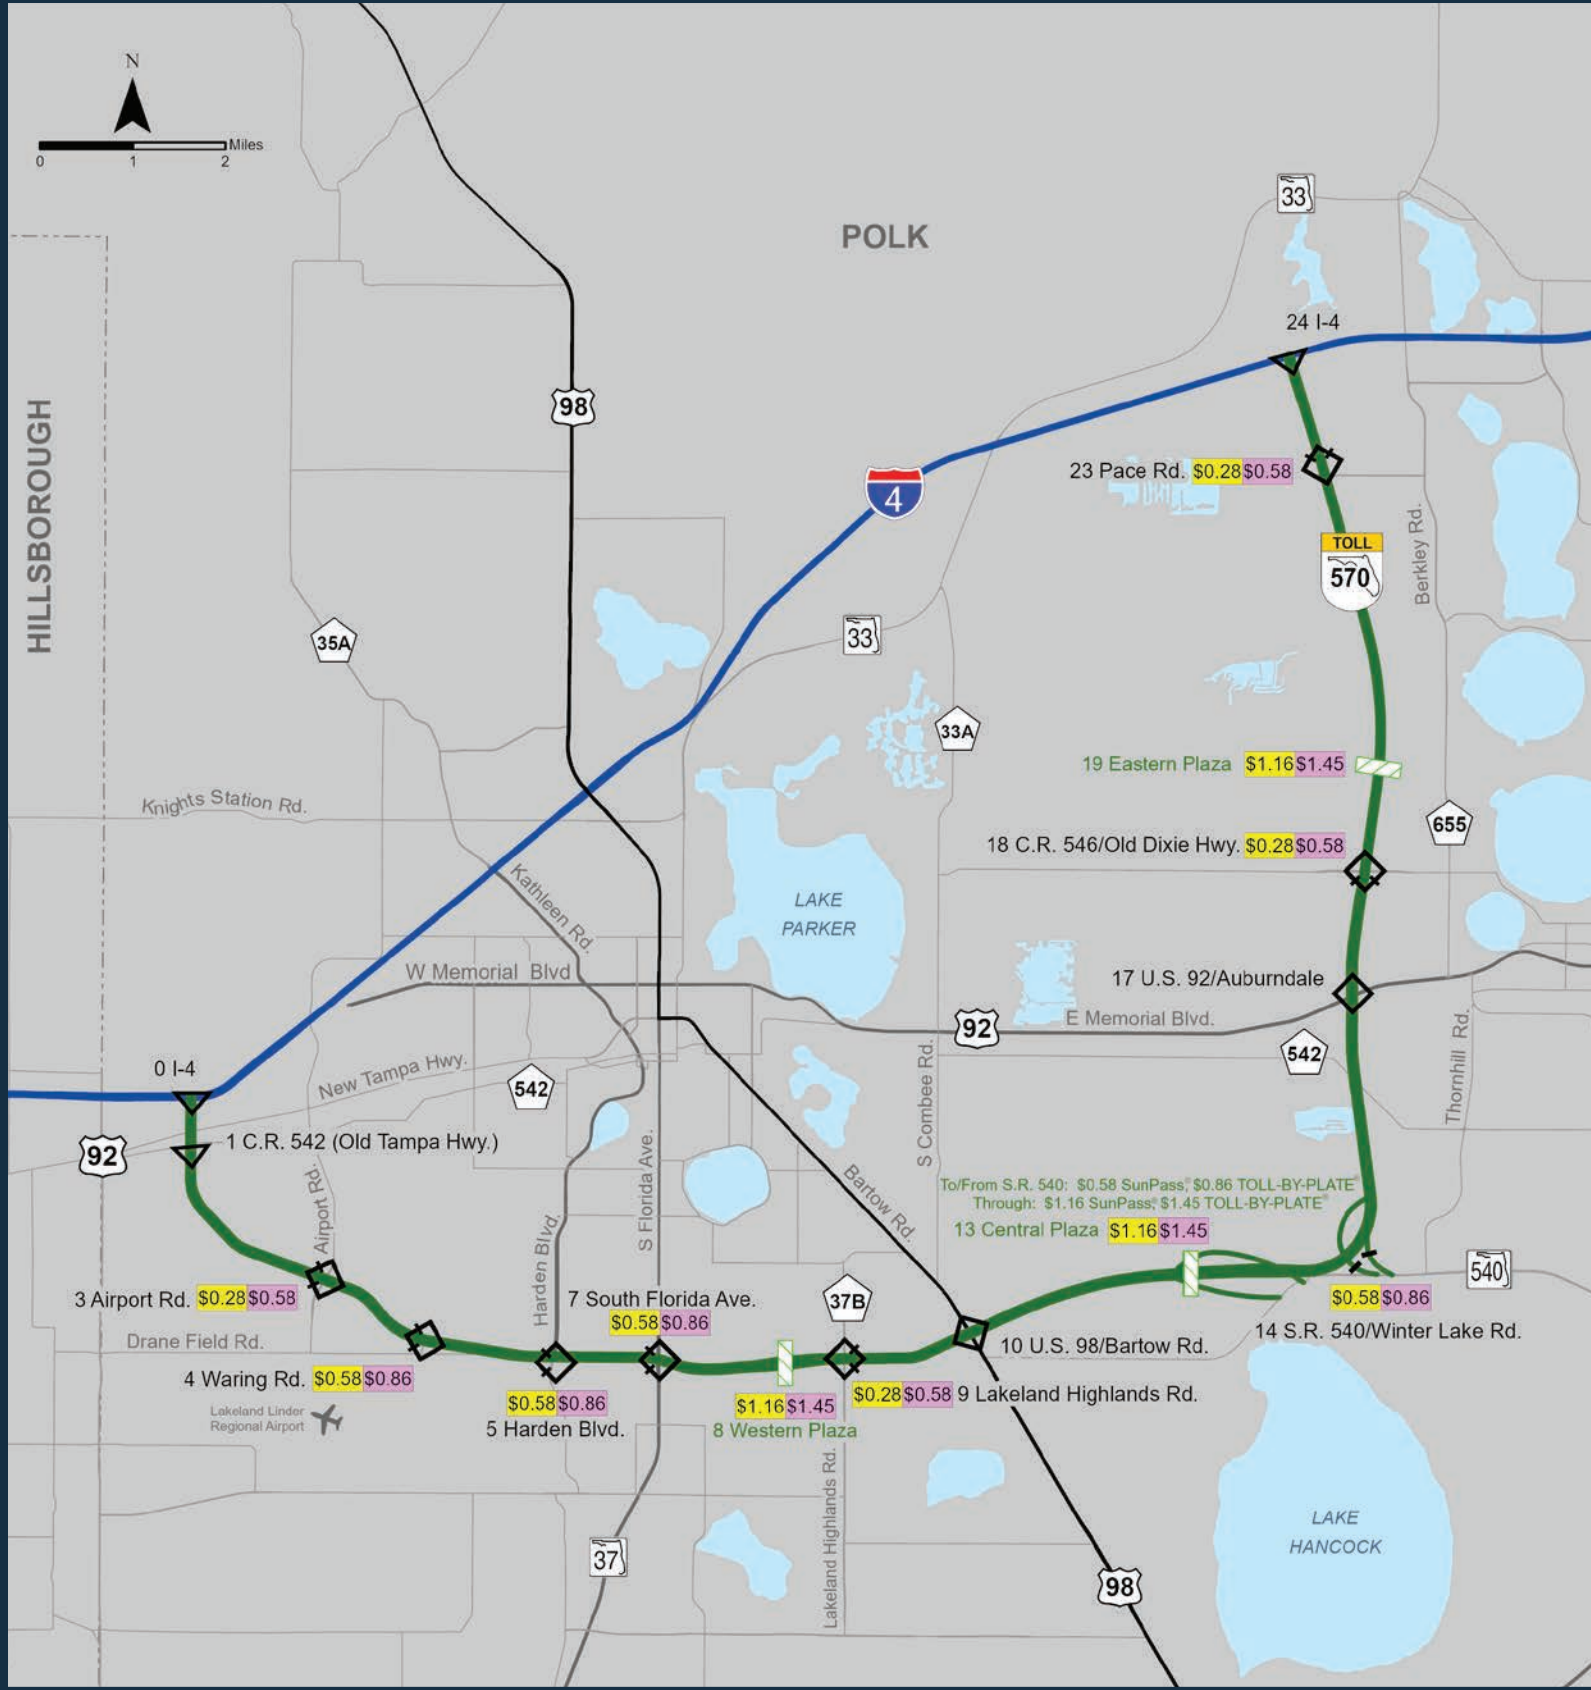 N
Miles
0 1 2
POLK
33
24 I-4
HILLSBOROUGH
98
4
23 Pace Rd. $0.28 $0.58
TOLL
570
Berkley Rd.
35A
33
33A
19 Eastern Plaza $1.16 $1.45
Knights Station Rd.
655
18 C.R. 546/Old Dixie Hwy. $0.28 $0.58
Kathleen Rd.
LAKE
PARKER
W Memorial Blvd
17 U.S. 92/Auburndale
92
E Memorial Blvd.
542
Thornhill Rd.
0 I-4
New Tampa Hwy.
542
S Combee Rd.
92
1 C.R. 542 (Old Tampa Hwy.)
Airport Rd.
Harden Blvd.
S Florida Ave.
Bartow Rd.
To/From S.R. 540: $0.58 SunPass® $0.86 TOLL-BY-PLATE®
Through: $1.16 SunPass® $1.45 TOLL-BY-PLATE®
13 Central Plaza $1.16 $1.45
540
3 Airport Rd. $0.28 $0.58
7 South Florida Ave.
$0.58 $0.86
37B
$0.58 $0.86
14 S.R. 540/Winter Lake Rd.
Drane Field Rd.
10 U.S. 98/Bartow Rd.
4 Waring Rd. $0.58 $0.86
$0.58 $0.86
5 Harden Blvd.
$1.16 $1.45
8 Western Plaza
$0.28 $0.58 9 Lakeland Highlands Rd.
Lakeland Linder
Regional Airport
Lakeland Highlands Rd.
37
LAKE
HANCOCK
98